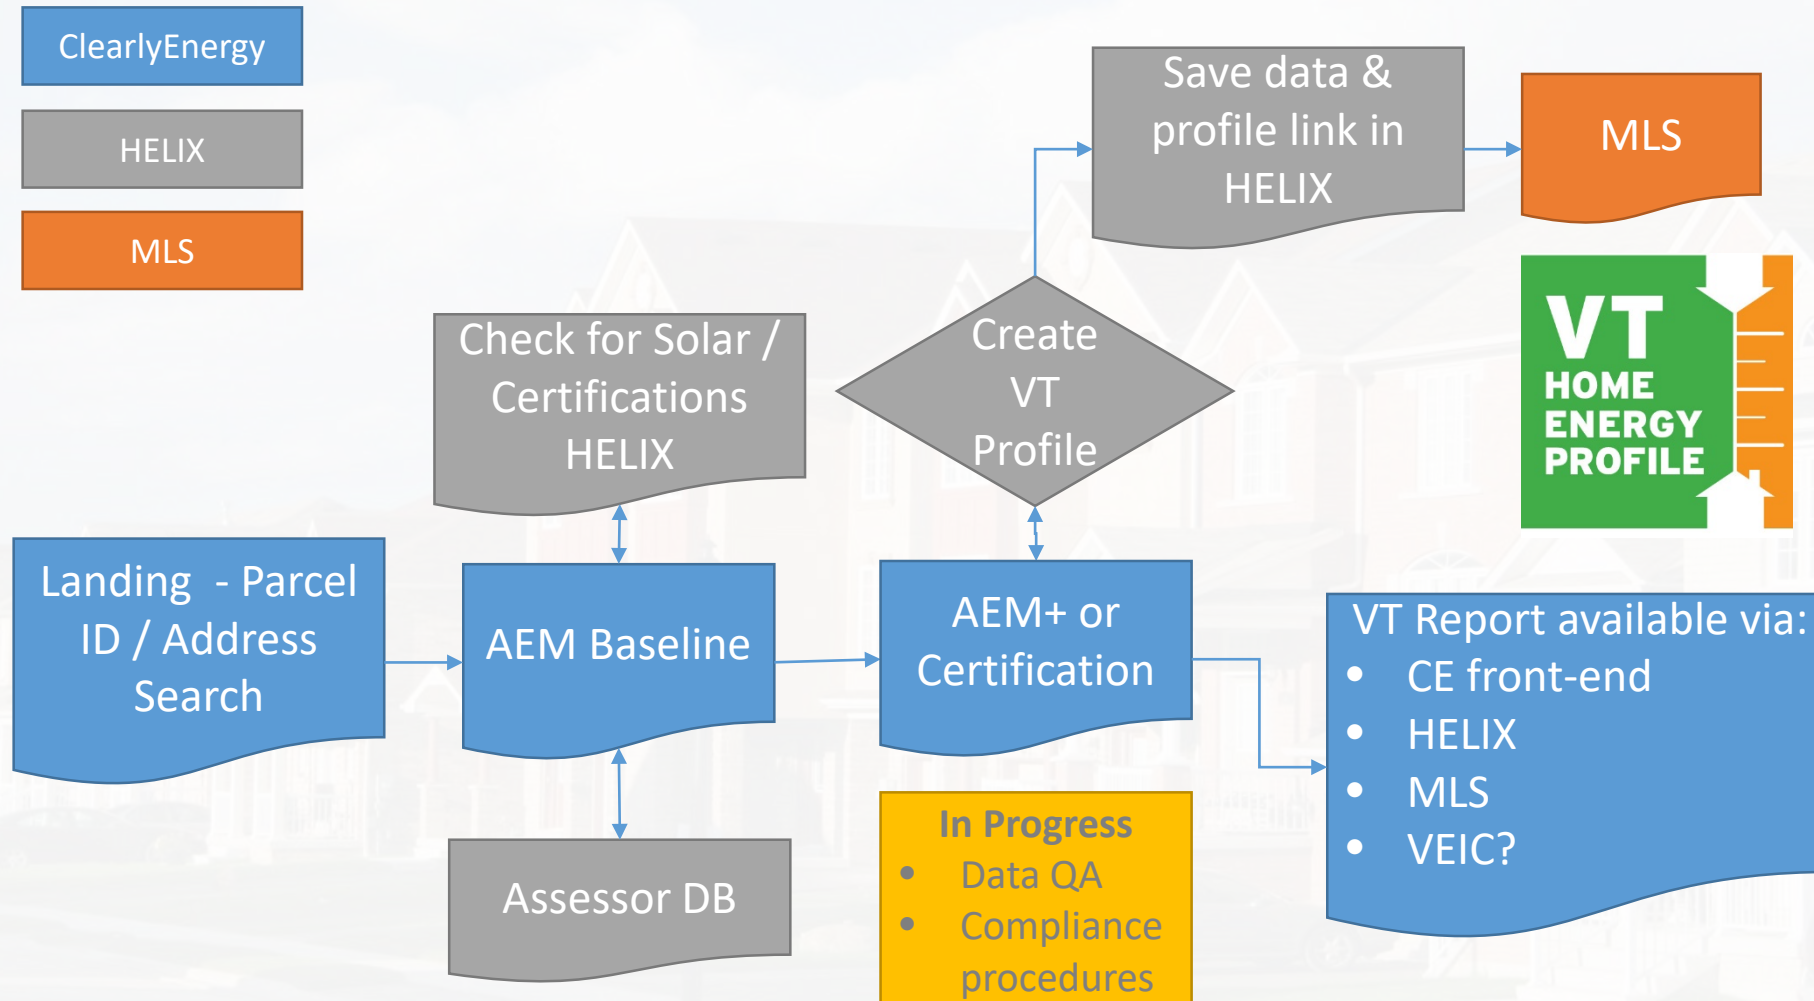 ClearlyEnergy
HELIX
MLS
Save data &
profile link in
HELIX
MLS
Check for Solar /
Certifications
HELIX
Create
VT
Profile
VT
HOME
ENERGY
PROFILE
Landing - Parcel
ID / Address
Search
AEM Baseline
AEM+ or
Certification
VT Report available via:
• CE front-end
• HELIX
• MLS
• VEIC?
Assessor DB
In Progress
• Data QA
• Compliance
procedures